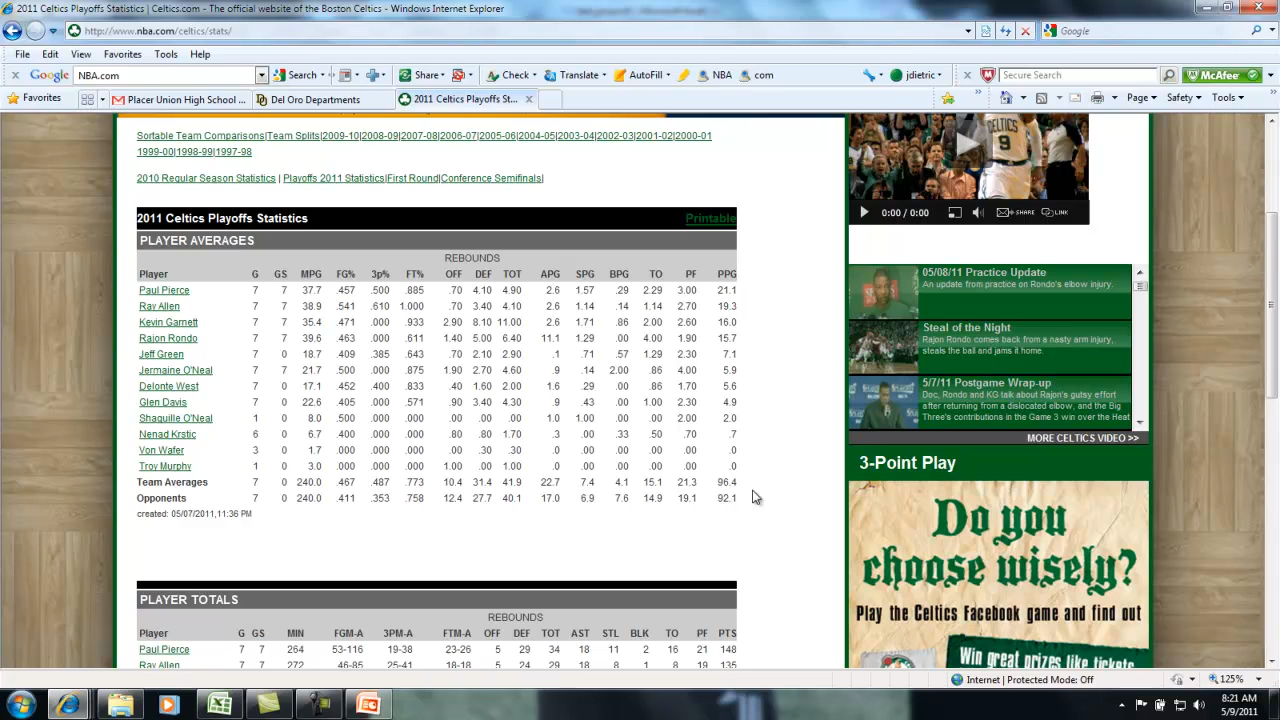 2011 Celtics Playoffs Statistics | Celtics.com - The official website of the Boston Celtics - Windows Internet Explorer
http://www.nba.com/celtics/stats/
Google
File Edit View Favorites Tools Help
Google NBA.com Search Share Check Translate AutoFill NBA com jdietric Secure Search McAfee
Favorites Placer Union High School ... Del Oro Departments 2011 Celtics Playoffs St... Page Safety Tools
Sortable Team Comparisons|Team Splits|2009-10|2008-09|2007-08|2006-07|2005-06|2004-05|2003-04|2002-03|2001-02|2000-01
1999-00|1998-99|1997-98
2010 Regular Season Statistics | Playoffs 2011 Statistics|First Round|Conference Semifinals|
2011 Celtics Playoffs Statistics Printable
PLAYER AVERAGES
REBOUNDS
Player G GS MPG FG% 3p% FT% OFF DEF TOT APG SPG BPG TO PF PPG
Paul Pierce 7 7 37.7 .457 .500 .885 .70 4.10 4.90 2.6 1.57 .29 2.29 3.00 21.1
Ray Allen 7 7 38.9 .541 .610 1.000 .70 3.40 4.10 2.6 1.14 .14 1.14 2.70 19.3
Kevin Garnett 7 7 35.4 .471 .000 .933 2.90 8.10 11.00 2.6 1.71 .86 2.00 2.60 16.0
Rajon Rondo 7 7 39.6 .463 .000 .611 1.40 5.00 6.40 11.1 1.29 .00 4.00 1.90 15.7
Jeff Green 7 0 18.7 .409 .385 .643 .70 2.10 2.90 .1 .71 .57 1.29 2.30 7.1
Jermaine O'Neal 7 7 21.7 .500 .000 .875 1.90 2.70 4.60 .9 .14 2.00 .86 4.00 5.9
Delonte West 7 0 17.1 .452 .400 .833 .40 1.60 2.00 1.6 .29 .00 .86 1.70 5.6
Glen Davis 7 0 22.6 .405 .000 .571 .90 3.40 4.30 .9 .43 .00 1.00 2.30 4.9
Shaquille O'Neal 1 0 8.0 .500 .000 .000 .00 .00 .00 1.0 1.00 .00 .00 2.00 2.0
Nenad Krstic 6 0 6.7 .400 .000 .000 .80 .80 1.70 .3 .00 .33 .50 .70 .7
Von Wafer 3 0 1.7 .000 .000 .000 .00 .30 .30 .0 .00 .00 .00 .00 .0
Troy Murphy 1 0 3.0 .000 .000 .000 1.00 .00 1.00 .0 .00 .00 .00 .00 .0
Team Averages 7 0 240.0 .467 .387 .773 10.4 31.4 41.9 22.7 7.4 4.1 15.1 21.3 96.4
Opponents 7 0 240.0 .411 .353 .758 12.4 27.7 40.1 17.0 6.9 7.6 14.9 19.1 92.1
created: 05/07/2011,11:36 PM
PLAYER TOTALS
REBOUNDS
Player G GS MIN FGM-A 3PM-A FTM-A OFF DEF TOT AST STL BLK TO PF PTS
Paul Pierce 7 7 264 53-116 19-38 23-26 5 29 34 18 11 2 16 21 148
Ray Allen 7 7 272 46-85 25-41 18-18 5 24 29 18 8 1 8 19 135
CELTICS
9
0:00 / 0:00 SHARE LINK
05/08/11 Practice Update
An update from practice on Rondo's elbow injury.
Steal of the Night
Rajon Rondo comes back from a nasty arm injury,
steals the ball and jams it home.
5/7/11 Postgame Wrap-up
Doc, Rondo and KG talk about Rajon's gutsy effort
after returning from a dislocated elbow, and the Big
Three's contributions in the Game 3 win over the Heat
MORE CELTICS VIDEO >>
3-Point Play
Do you
choose wisely?
Play the Celtics Facebook game and find out
Win great prizes like tickets
Internet | Protected Mode: Off 125%
8:21 AM
5/9/2011